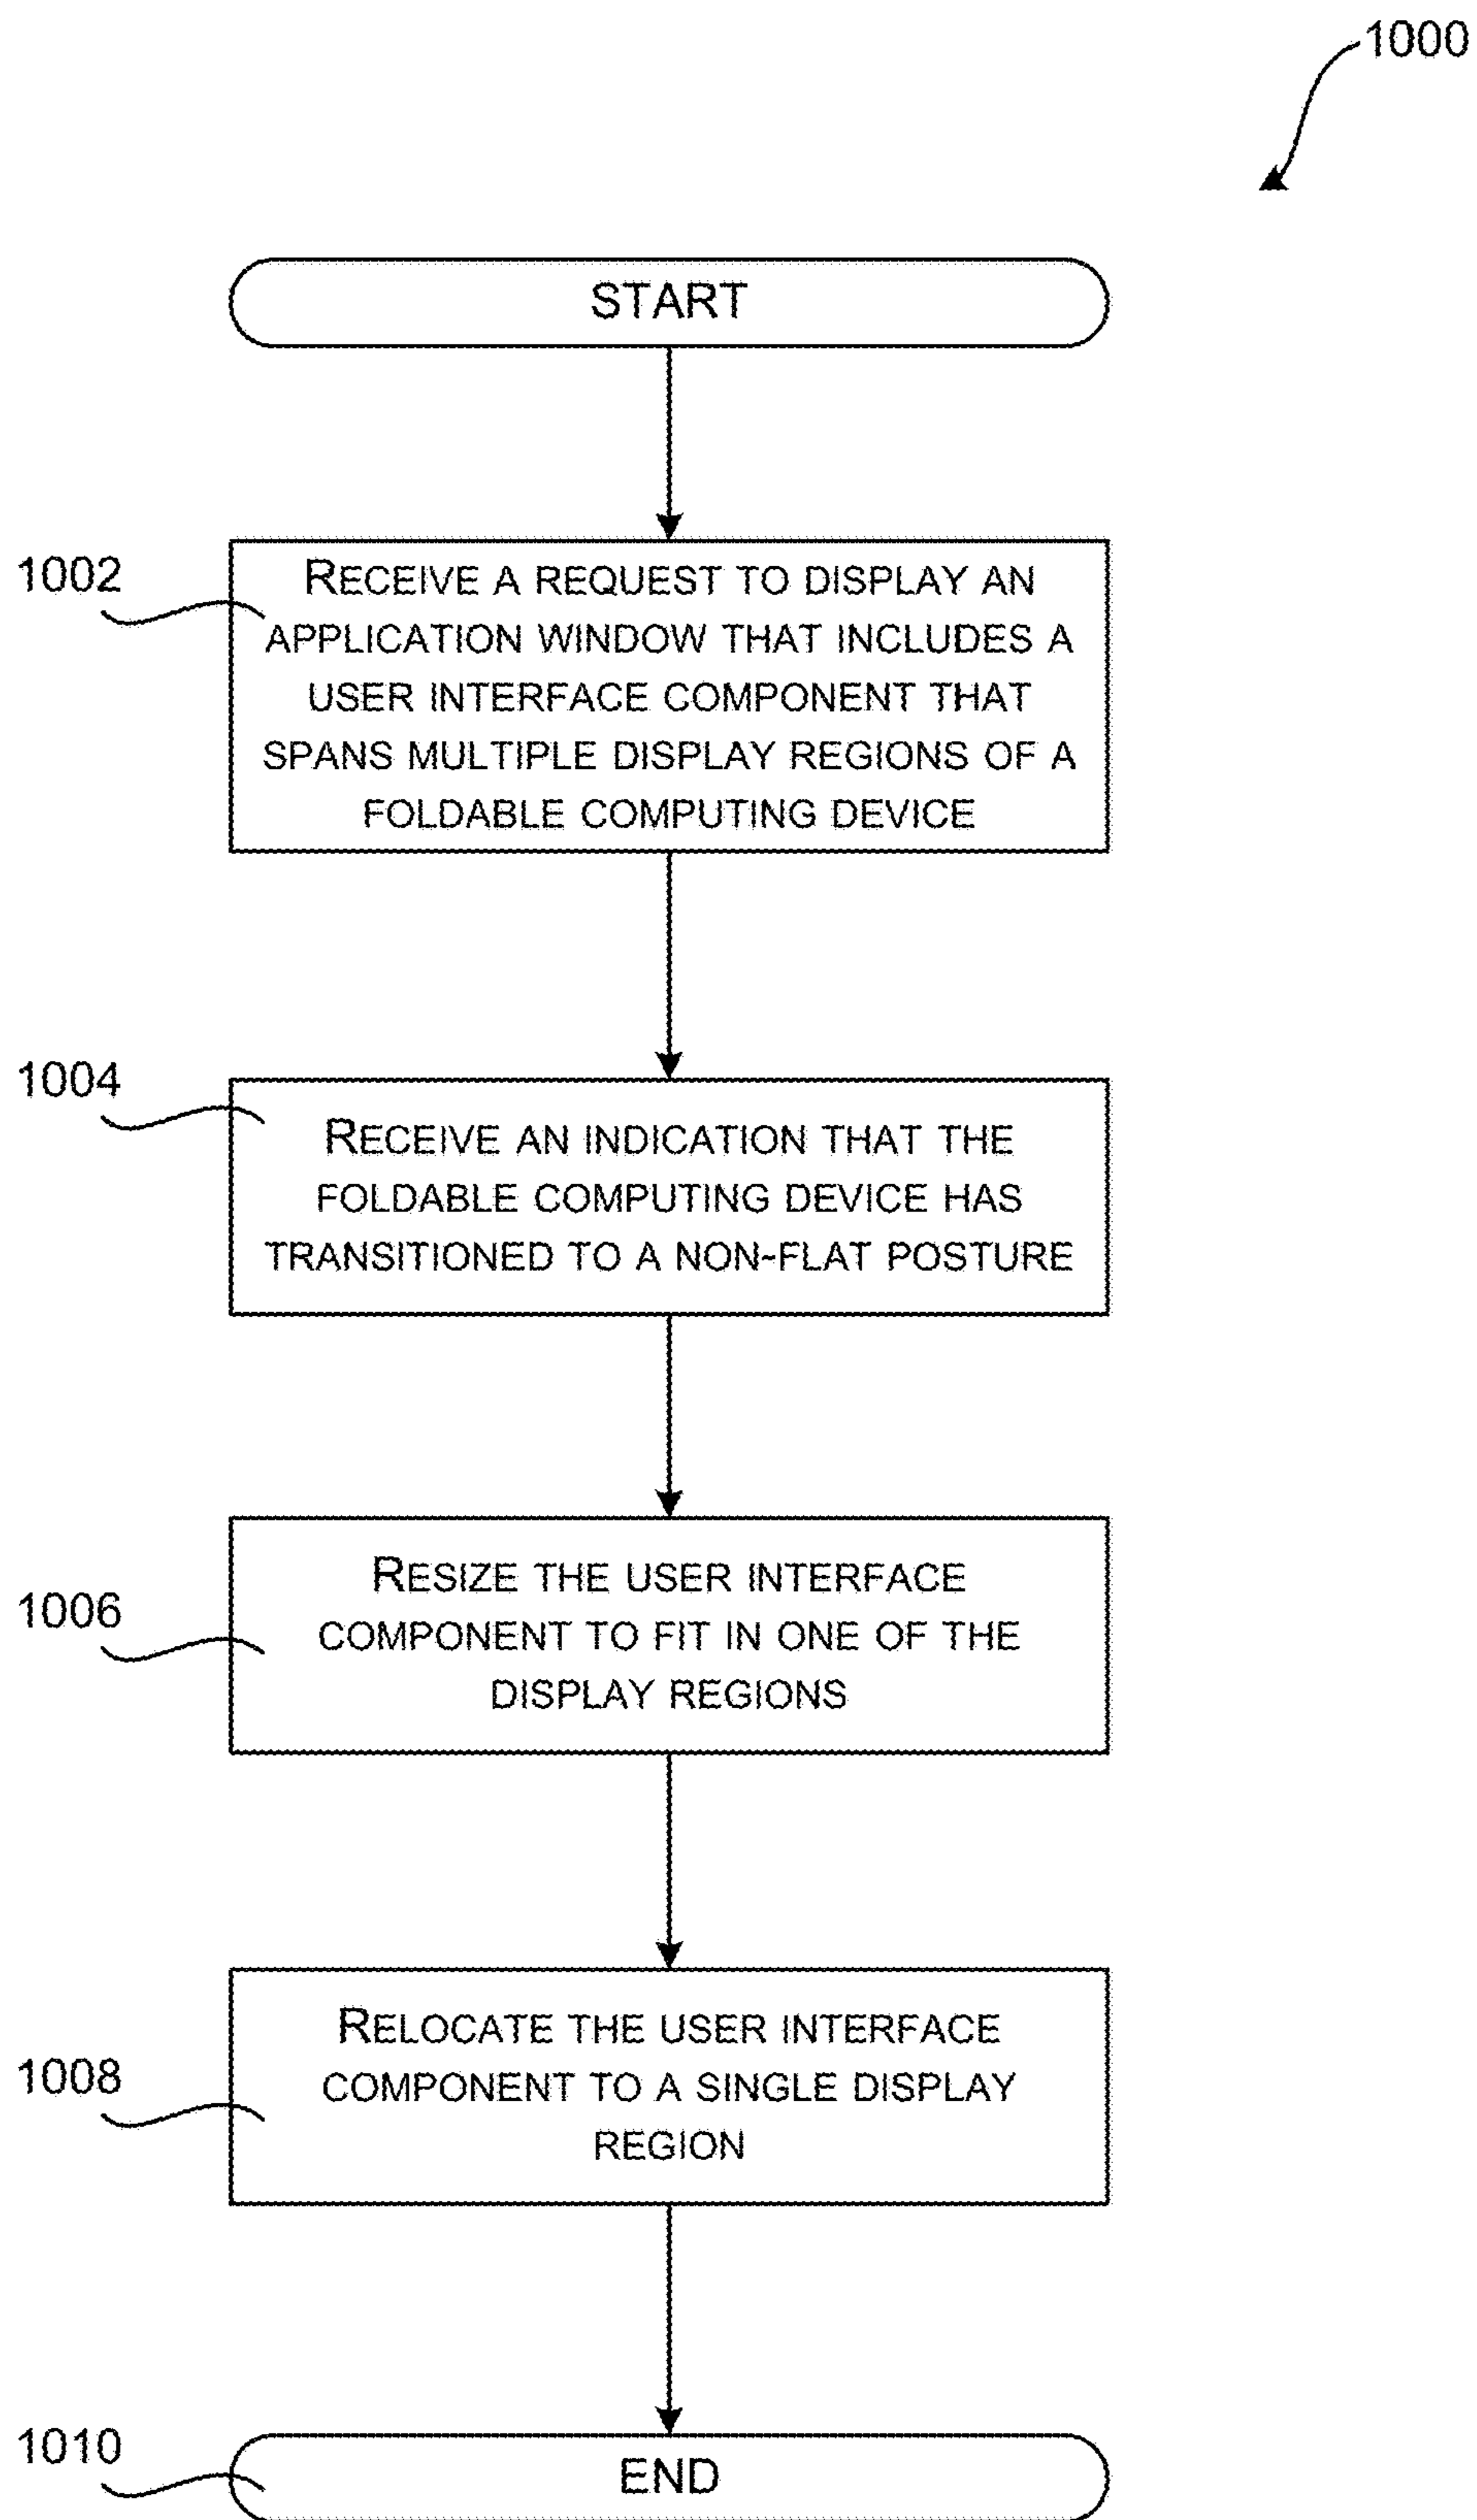 1000
START
1002
RECEIVE A REQUEST TO DISPLAY AN
APPLICATION WINDOW THAT INCLUDES A
USER INTERFACE COMPONENT THAT
SPANS MULTIPLE DISPLAY REGIONS OF A
FOLDABLE COMPUTING DEVICE
1004
RECEIVE AN INDICATION THAT THE
FOLDABLE COMPUTING DEVICE HAS
TRANSITIONED TO A NON-FLAT POSTURE
1006
RESIZE THE USER INTERFACE
COMPONENT TO FIT IN ONE OF THE
DISPLAY REGIONS
1008
RELOCATE THE USER INTERFACE
COMPONENT TO A SINGLE DISPLAY
REGION
1010
END